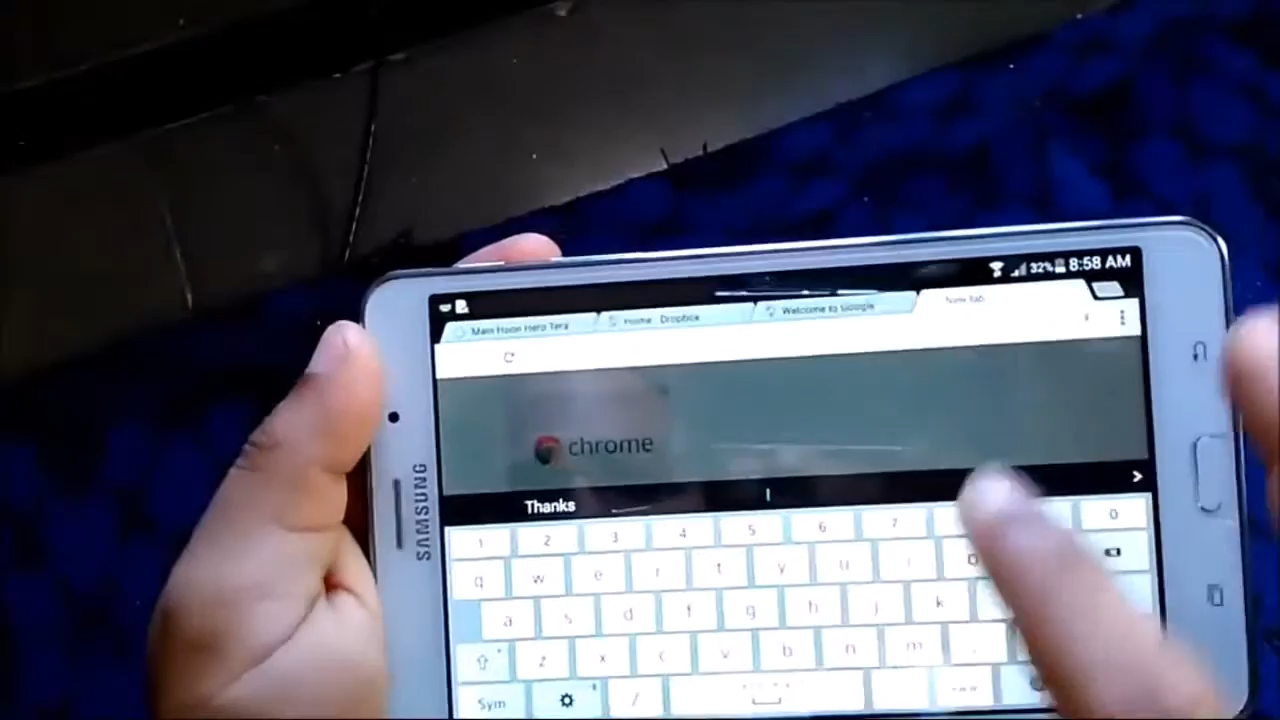 32% 8:58 AM
Main Hoon Hero Tera
Home Dropbox
Welcome to Google
New Tab
chrome
Thanks
SAMSUNG
1 2 3 4 5 6 7 0
q w e r t y u i
a s d f g h j k
z x c v b n m
Sym / www